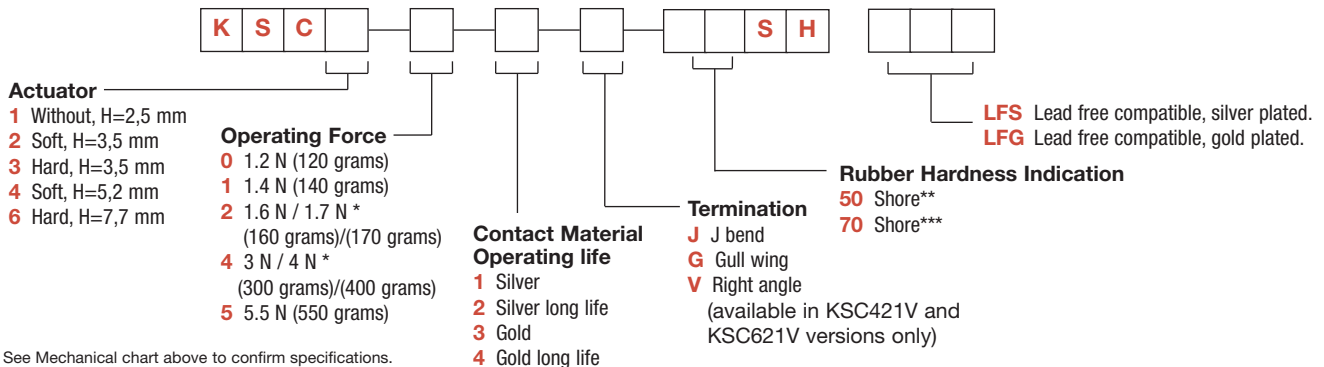 K S C S H
Actuator
1 Without, H=2,5 mm
2 Soft, H=3,5 mm
3 Hard, H=3,5 mm
4 Soft, H=5,2 mm
6 Hard, H=7,7 mm
Operating Force
0 1.2 N (120 grams)
1 1.4 N (140 grams)
2 1.6 N / 1.7 N *
(160 grams)/(170 grams)
4 3 N / 4 N *
(300 grams)/(400 grams)
5 5.5 N (550 grams)
Contact Material
Operating life
1 Silver
2 Silver long life
3 Gold
4 Gold long life
Termination
J J bend
G Gull wing
V Right angle
(available in KSC421V and
KSC621V versions only)
Rubber Hardness Indication
50 Shore**
70 Shore***
LFS Lead free compatible, silver plated.
LFG Lead free compatible, gold plated.
See Mechanical chart above to confirm specifications.